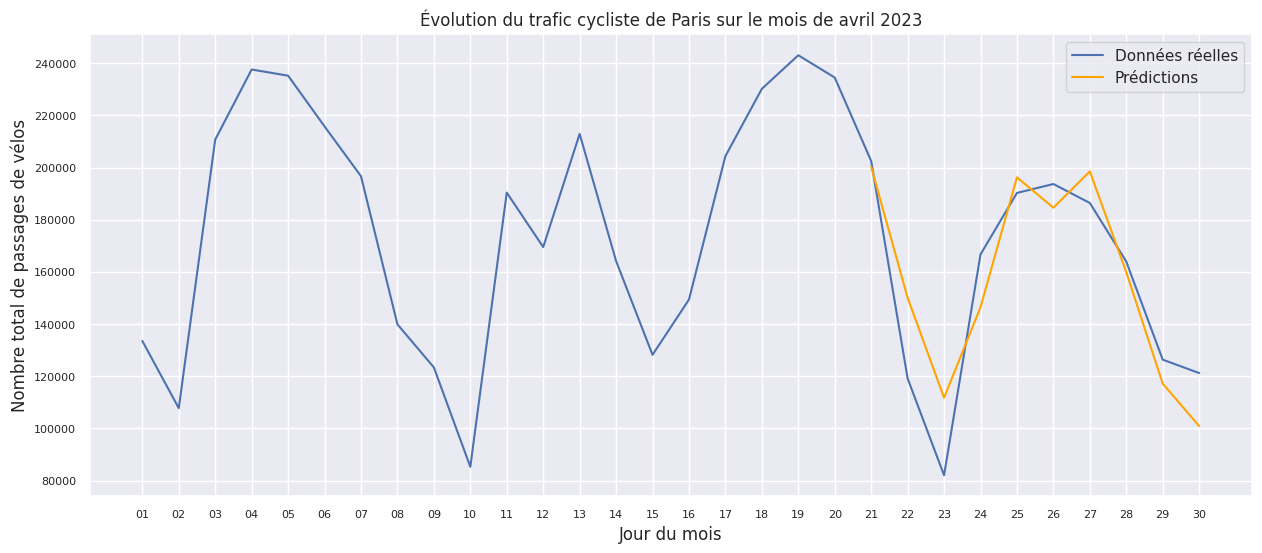 Évolution du trafic cycliste de Paris sur le mois de avril 2023
Données réelles
Prédictions
Nombre total de passages de vélos
240000
220000
200000
180000
160000
140000
120000
100000
80000
01 02 03 04 05 06 07 08 09 10 11 12 13 14 15 16 17 18 19 20 21 22 23 24 25 26 27 28 29 30
Jour du mois